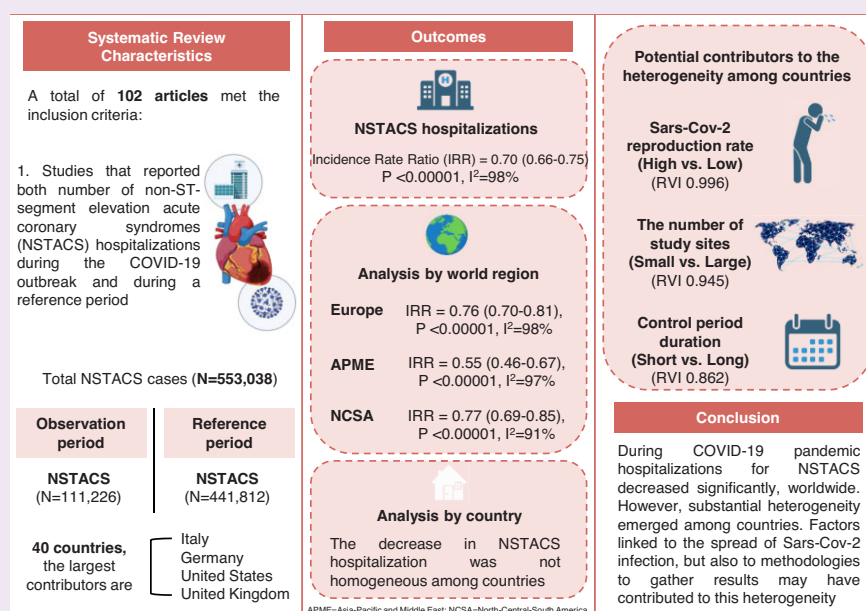 Systematic Review
Characteristics
A total of 102 articles met the
inclusion criteria:
1. Studies that reported
both number of non-ST-
segment elevation acute
coronary syndromes
(NSTACS) hospitalizations
during the COVID-19
outbreak and during a
reference period
Total NSTACS cases (N=553,038)
Observation
period
NSTACS
(N=111,226)
Reference
period
NSTACS
(N=441,812)
40 countries,
the largest
contributors are
Italy
Germany
United States
United Kingdom
Outcomes
H
NSTACS hospitalizations
Incidence Rate Ratio (IRR) = 0.70 (0.66-0.75)
P <0.00001, I²=98%
Analysis by world region
Europe IRR = 0.76 (0.70-0.81),
P <0.00001, I²=98%
APME IRR = 0.55 (0.46-0.67),
P <0.00001, I²=97%
NCSA IRR = 0.77 (0.69-0.85),
P <0.00001, I²=91%
Analysis by country
The decrease in NSTACS
hospitalization was not
homogeneous among countries
APME=Asia-Pacific and Middle East; NCSA=North-Central-South America
Potential contributors to the
heterogeneity among countries
Sars-Cov-2
reproduction rate
(High vs. Low)
(RVI 0.996)
The number of
study sites
(Small vs. Large)
(RVI 0.945)
Control period
duration
(Short vs. Long)
(RVI 0.862)
Conclusion
During COVID-19 pandemic
hospitalizations for NSTACS
decreased significantly, worldwide.
However, substantial heterogeneity
emerged among countries. Factors
linked to the spread of Sars-Cov-2
infection, but also to methodologies
to gather results may have
contributed to this heterogeneity